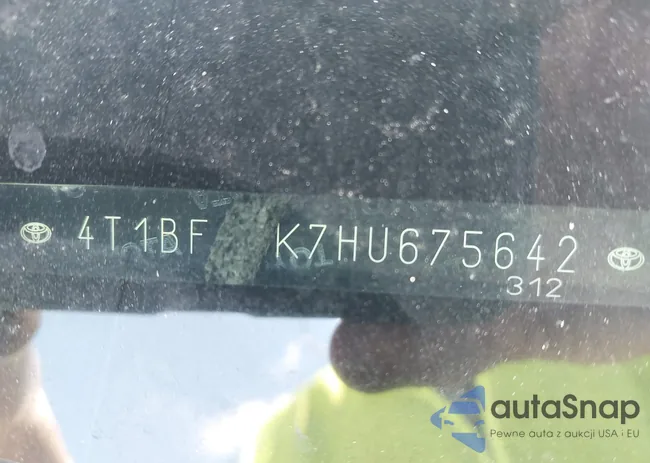 4T1BF K7HU675642
312
autaSnap
Pewne auta z aukcji USA i EU